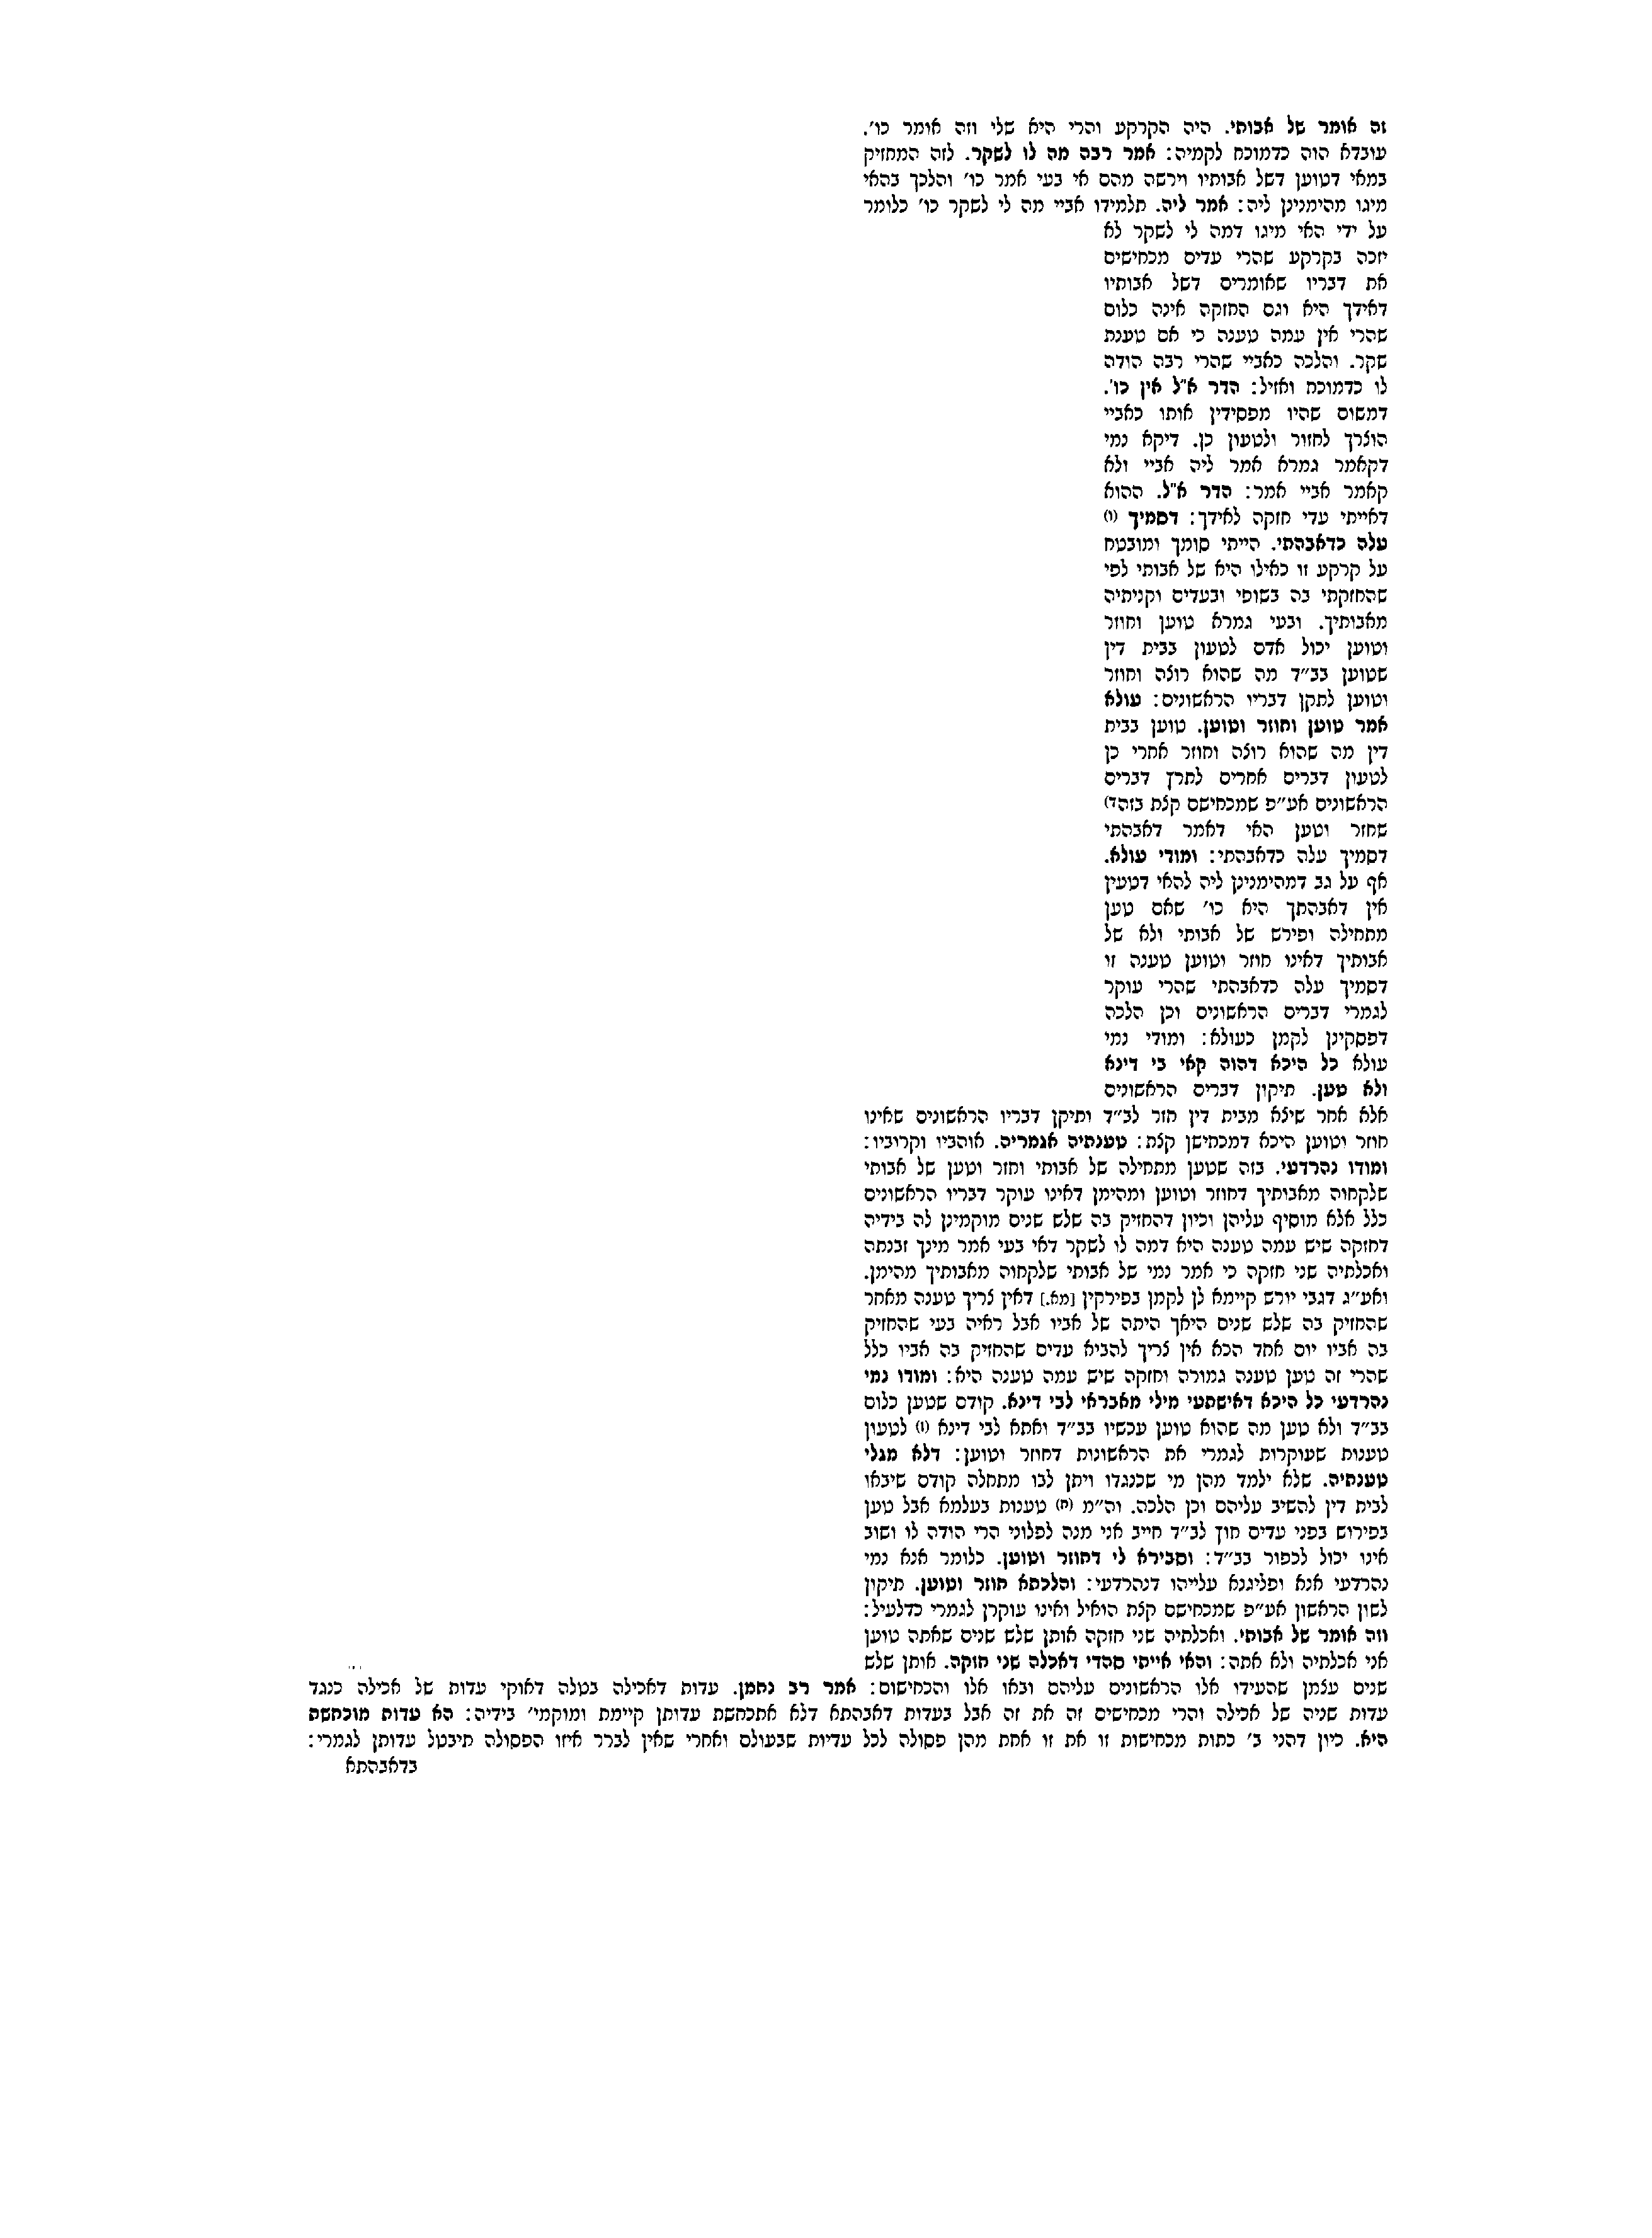 זה אומר של אבותי. היה הקרקע והרי היא שלי וזה אומר כו׳.
עובדא הוה כדמוכח לקמיה: אמר רבה מה לו לשקר. לזה המחזיק
במאי דטוען דשל אבותיו וירשה מהם אי בעי אמר כו׳ והלכך בהאי
מיגו מהימנינן ליה: אמר ליה. תלמידו אביי מה לי לשקר כו׳ כלומר
על ידי האי מיגו דמה לי לשקר לא
יזכה בקרקע שהרי עדים מכחישים
את דבריו שאומרים דשל אבותיו
דאידך היא וגם החזקה אינה כלום
שהרי אין עמה טענה כי אם טענת
שקר. והלכה כאביי שהרי רבה הודה
לו כדמוכח ואזיל: הדר א״ל אין כו׳.
דמשום שהיו מפסידין אותו כאביי
הוצרך לחזור ולטעון כן. דיקא נמי
דקאמר גמרא אמר ליה אביי ולא
קאמר אביי אמר: הדר א״ל. ההוא
דאייתי עדי חזקה לאידך: דסמיך (ו)
עלה כדאבהתי. הייתי סומך ומובטח
על קרקע זו כאילו היא של אבותי לפי
שהחזקתי בה בשופי ובעדים וקניתיה
מאבותיך. ובעי גמרא טוען וחוזר
וטוען יכול אדם לטעון בבית דין
שטוען בב״ד מה שהוא רוצה וחוזר
וטוען לתקן דבריו הראשונים: עולא
אמר טוען וחוזר וטוען. טוען בבית
דין מה שהוא רוצה וחוזר אחרי כן
לטעון דברים אחרים לתרץ דברים
הראשונים אע״פ שמכחישם קצת בזה ד)
שחזר וטען האי דאמר דאבהתי
דסמיך עלה כדאבהתי: ומודי עולא.
אף על גב דמהימנינן ליה להאי דטעין
אין דאבהתך היא כו׳ שאם טען
מתחילה ופירש של אבותי ולא של
אבותיך דאינו חוזר וטוען טענה זו
דסמיך עלה כדאבהתי שהרי עוקר
לגמרי דברים הראשונים וכן הלכה
דפסקינן לקמן כעולא: ומודי נמי
עולא כל היכא דהוה קאי בי דינא
ולא טען. תיקון דברים הראשונים
אלא אחר שיצא מבית דין חזר לב״ד ותיקן דבריו הראשונים שאינו
חוזר וטוען היכא דמכחישן קצת: טענתיה אגמריה. אוהביו וקרוביו:
ומודו נהרדעי. בזה שטען מתחילה של אבותי וחזר וטען של אבותי
שלקחוה מאבותיך דחוזר וטוען ומהימן דאינו עוקר דבריו הראשונים
כלל אלא מוסיף עליהן וכיון דהחזיק בה שלש שנים מוקמינן לה בידיה
דחזקה שיש עמה טענה היא דמה לו לשקר דאי בעי אמר מינך זבנתה
ואכלתיה שני חזקה כי אמר נמי של אבותי שלקחוה מאבותיך מהימן.
ואע״ג דגבי יורש קיימא לן לקמן בפירקין [מא.] דאין צריך טענה מאחר
שהחזיק בה שלש שנים היאך היתה של אביו אבל ראיה בעי שהחזיק
בה אביו יום אחד הכא אין צריך להביא עדים שהחזיק בה אביו כלל
שהרי זה טען טענה גמורה וחזקה שיש עמה טענה היא: ומודו נמי
נהרדעי כל היכא דאישתעי מילי מאבראי לבי דינא. קודם שטען כלום
בב״ד ולא טען מה שהוא טוען עכשיו בב״ד ואתא לבי דינא (ז) לטעון
טענות שעוקרות לגמרי את הראשונות דחוזר וטוען: דלא מגלי
טענתיה. שלא ילמד מהן מי שכנגדו ויתן לבו מתחלה קודם שיבאו
לבית דין להשיב עליהם וכן הלכה. וה״מ (ח) טענות בעלמא אבל טען
בפירוש בפני עדים חוץ לב״ד חייב אני מנה לפלוני הרי הודה לו ושוב
אינו יכול לכפור בב״ד: וסבירא לי דחוזר וטוען. כלומר אנא נמי
נהרדעי אנא ופליגנא עלייהו דנהרדעי: והלכתא חוזר וטוען. תיקון
לשון הראשון אע״פ שמכחישם קצת הואיל ואינו עוקרן לגמרי כדלעיל:
וזה אומר של אבותי. ואכלתיה שני חזקה אותן שלש שנים שאתה טוען
אני אכלתיה ולא אתה: והאי אייתי סהדי דאכלה שני חזקה. אותן שלש
שנים עצמן שהעידו אלו הראשונים עליהם ובאו אלו והכחישום: אמר רב נחמן. עדות דאכילה בטלה דאוקי עדות של אכילה כנגד
עדות שניה של אכילה והרי מכחישים זה את זה אבל בעדות דאבהתא דלא אתכחשת עדותן קיימת ומוקמי׳ בידיה: הא עדות מוכחשת
היא. כיון דהני ב׳ כתות מכחישות זו את זו אחת מהן פסולה לכל עדיות שבעולם ואחרי שאין לברר איזו הפסולה תיבטל עדותן לגמרי:
בדאבהתא